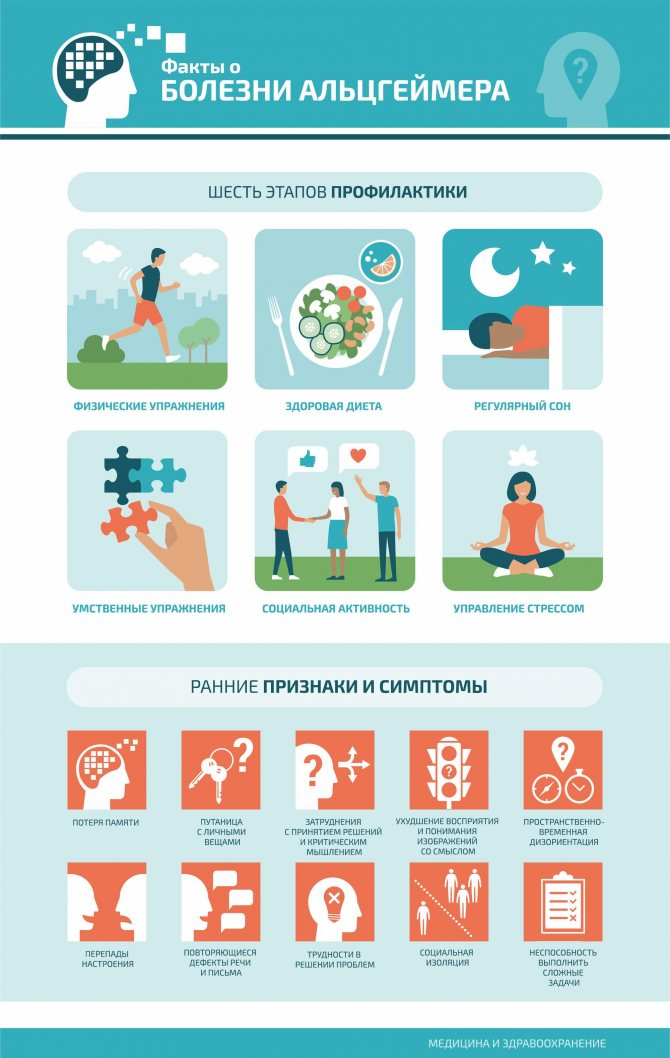 Факты о
БОЛЕЗНИ АЛЬЦГЕЙМЕРА
?
ШЕСТЬ ЭТАПОВ ПРОФИЛАКТИКИ
ФИЗИЧЕСКИЕ УПРАЖНЕНИЯ
ЗДОРОВАЯ ДИЕТА
РЕГУЛЯРНЫЙ СОН
УМСТВЕННЫЕ УПРАЖНЕНИЯ
СОЦИАЛЬНАЯ АКТИВНОСТЬ
УПРАВЛЕНИЕ СТРЕССОМ
РАННИЕ ПРИЗНАКИ И СИМПТОМЫ
?
?
?
?
ПОТЕРЯ ПАМЯТИ
ПУТАНИЦА
С ЛИЧНЫМИ
ВЕЩАМИ
ЗАТРУДНЕНИЯ
С ПРИНЯТИЕМ РЕШЕНИЙ
И КРИТИЧЕСКИМ
МЫШЛЕНИЕМ
УХУДШЕНИЕ ВОСПРИЯТИЯ
И ПОНИМАНИЯ
ИЗОБРАЖЕНИЙ
СО СМЫСЛОМ
ПРОСТРАНСТВЕННО-
ВРЕМЕННАЯ
ДИЗОРИЕНТАЦИЯ
ПЕРЕПАДЫ
НАСТРОЕНИЯ
ПОВТОРЯЮЩИЕСЯ
ДЕФЕКТЫ РЕЧИ
И ПИСЬМА
ТРУДНОСТИ В
РЕШЕНИИ ПРОБЛЕМ
СОЦИАЛЬНАЯ
ИЗОЛЯЦИЯ
НЕСПОСОБНОСТЬ
ВЫПОЛНИТЬ
СЛОЖНЫЕ
ЗАДАЧИ
МЕДИЦИНА И ЗДРАВООХРАНЕНИЕ